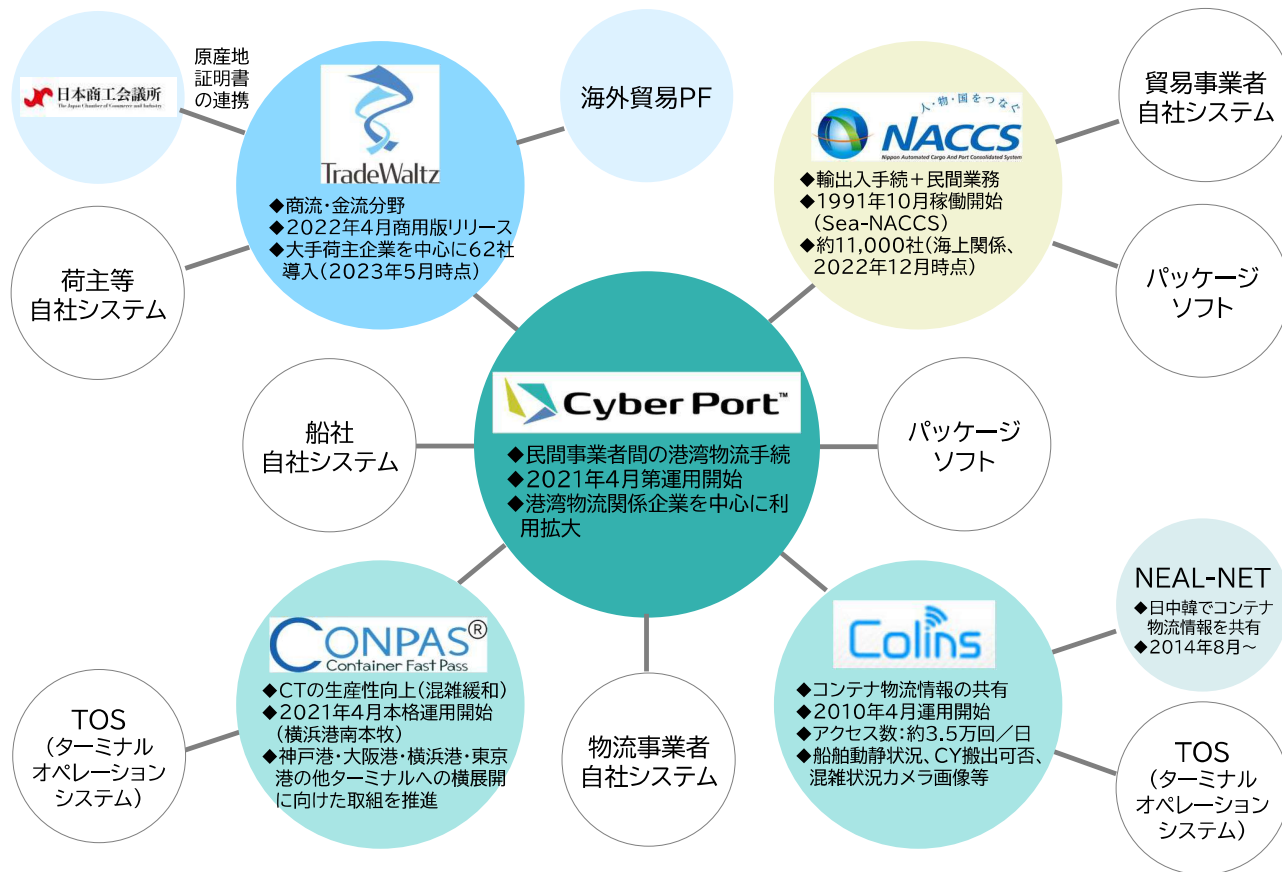 日本商工会議所
The Japan Chamber of Commerce and Industry
原産地
証明書
の連携
TradeWaltz
◆商流・金流分野
◆2022年4月商用版リリース
◆大手荷主企業を中心に62社
導入(2023年5月時点)
海外貿易PF
人・物・国をつなぐ
NACCS
Nippon Automated Cargo And Port Consolidated System
◆輸出入手続+民間業務
◆1991年10月稼働開始
(Sea-NACCS)
◆約11,000社(海上関係、
2022年12月時点)
貿易事業者
自社システム
荷主等
自社システム
パッケージ
ソフト
船社
自社システム
Cyber Port™
◆民間事業者間の港湾物流手続
◆2021年4月第運用開始
◆港湾物流関係企業を中心に利
用拡大
パッケージ
ソフト
CONPAS®
Container Fast Pass
◆CTの生産性向上(混雑緩和)
◆2021年4月本格運用開始
(横浜港南本牧)
◆神戸港・大阪港・横浜港・東京
港の他ターミナルへの横展開
に向けた取組を推進
TOS
(ターミナル
オペレーション
システム)
物流事業者
自社システム
Colins
◆コンテナ物流情報の共有
◆2010年4月運用開始
◆アクセス数:約3.5万回/日
◆船舶動静状況、CY搬出可否、
混雑状況カメラ画像等
NEAL-NET
◆日中韓でコンテナ
物流情報を共有
◆2014年8月~
TOS
(ターミナル
オペレーション
システム)